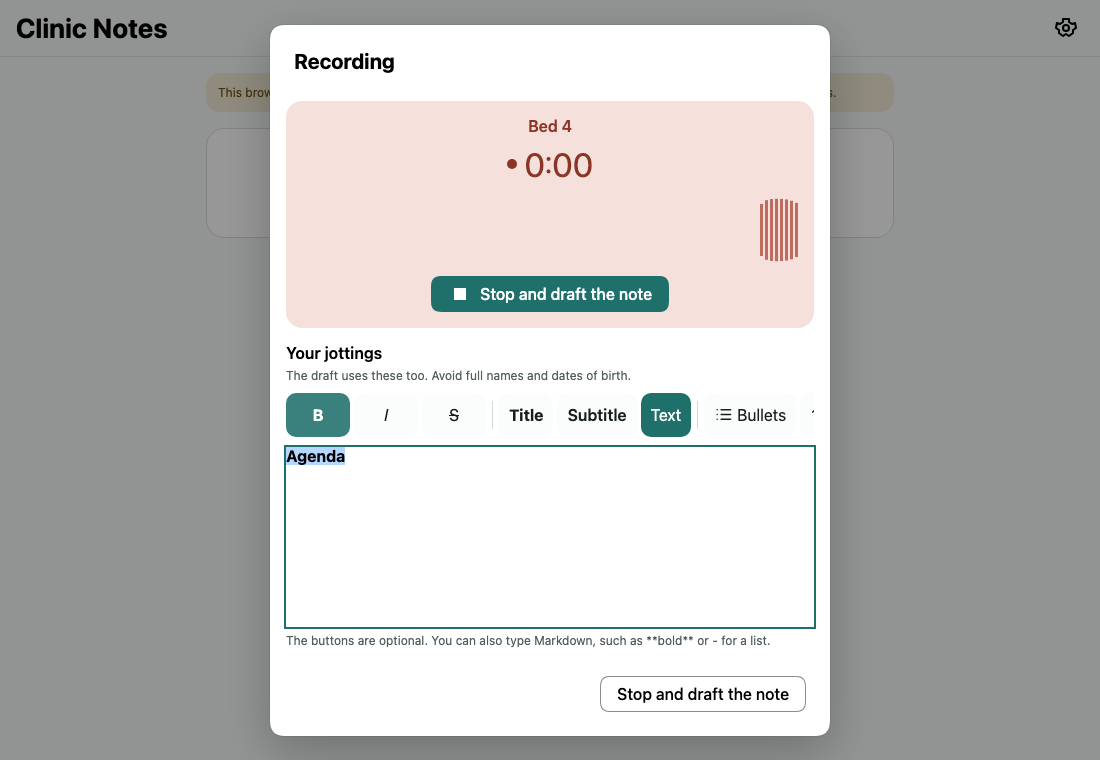 Clinic Notes
This brow
s.
Recording
Bed 4
0:00
Stop and draft the note
Your jottings
The draft uses these too. Avoid full names and dates of birth.
B I S Title Subtitle Text Bullets
Agenda
The buttons are optional. You can also type Markdown, such as **bold** or - for a list.
Stop and draft the note